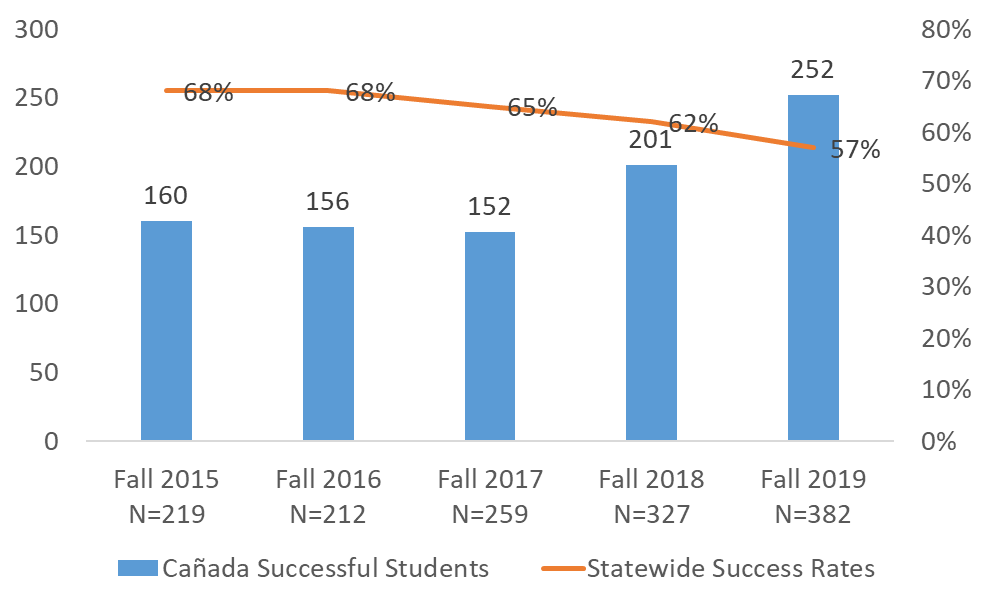 300
250
200
150
100
50
0
80%
70%
60%
50%
40%
30%
20%
10%
0%
160
156
152
201
252
68%
68%
65%
62%
57%
Fall 2015
N=219
Fall 2016
N=212
Fall 2017
N=259
Fall 2018
N=327
Fall 2019
N=382
Cañada Successful Students
Statewide Success Rates